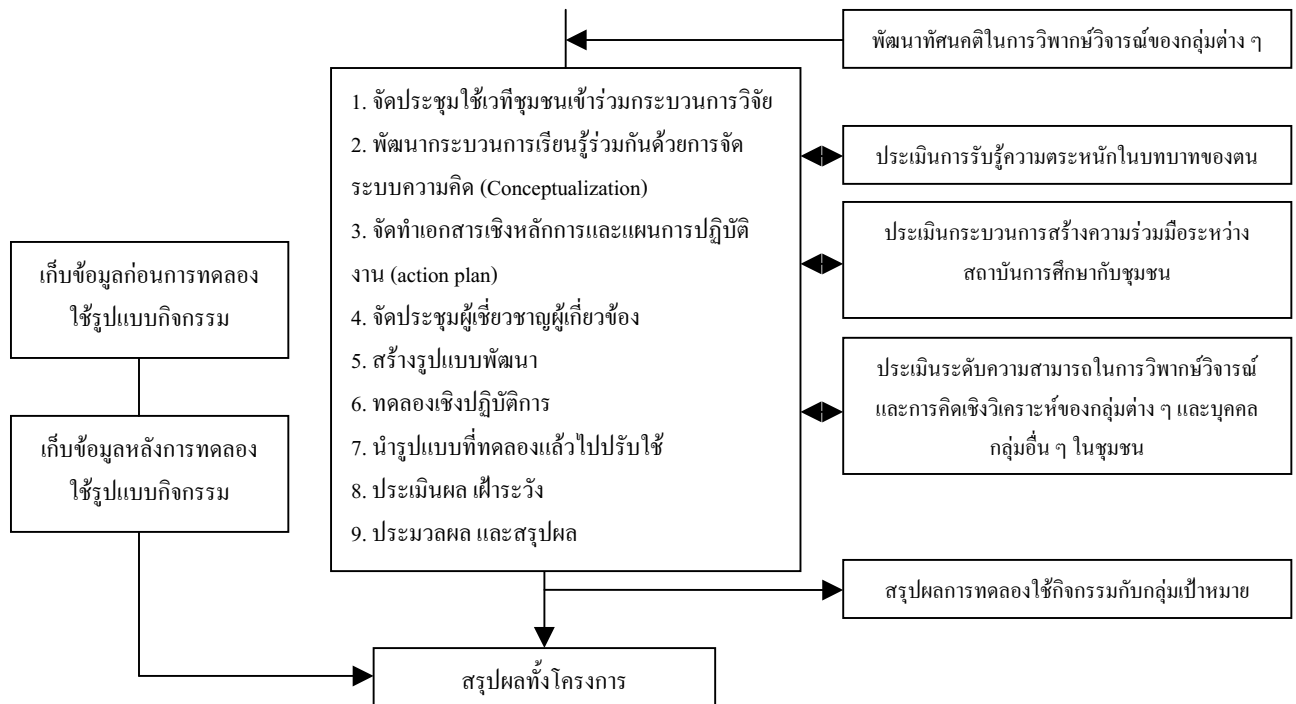 พัฒนาทัศนคติในการวิพากษ์วิจารณ์ของกลุ่มต่าง ๆ
1. จัดประชุมใช้เวทีชุมชนเข้าร่วมกระบวนการวิจัย
2. พัฒนากระบวนการเรียนรู้ร่วมกันด้วยการจัด
ระบบความคิด (Conceptualization)
3. จัดทำเอกสารเชิงหลักการและแผนการปฏิบัติ
งาน (action plan)
4. จัดประชุมผู้เชี่ยวชาญผู้เกี่ยวข้อง
5. สร้างรูปแบบพัฒนา
6. ทดลองเชิงปฏิบัติการ
7. นำรูปแบบที่ทดลองแล้วไปปรับใช้
8. ประเมินผล เฝ้าระวัง
9. ประมวลผล และสรุปผล
ประเมินการรับรู้ความตระหนักในบทบาทของตน
ประเมินกระบวนการสร้างความร่วมมือระหว่าง
สถาบันการศึกษากับชุมชน
ประเมินระดับความสามารถในการวิพากษ์วิจารณ์
และการคิดเชิงวิเคราะห์ของกลุ่มต่าง ๆ และบุคคล
กลุ่มอื่น ๆ ในชุมชน
เก็บข้อมูลก่อนการทดลอง
ใช้รูปแบบกิจกรรม
เก็บข้อมูลหลังการทดลอง
ใช้รูปแบบกิจกรรม
สรุปผลการทดลองใช้กิจกรรมกับกลุ่มเป้าหมาย
สรุปผลทั้งโครงการ